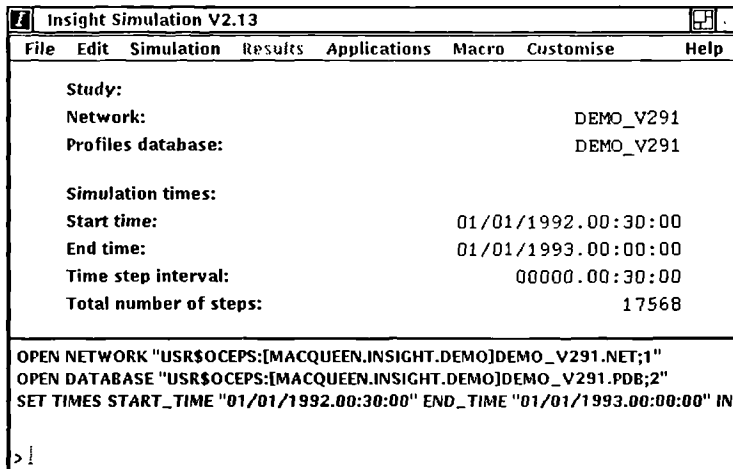 Insight Simulation V2.13
File Edit Simulation Results Applications Macro Customise Help
Study:
Network: DEMO_V291
Profiles database: DEMO_V291
Simulation times:
Start time: 01/01/1992.00:30:00
End time: 01/01/1993.00:00:00
Time step interval: 00000.00:30:00
Total number of steps: 17568
OPEN NETWORK "USR$OCEPS:[MACQUEEN.INSIGHT.DEMO]DEMO_V291.NET;1"
OPEN DATABASE "USR$OCEPS:[MACQUEEN.INSIGHT.DEMO]DEMO_V291.PDB;2"
SET TIMES START_TIME "01/01/1992.00:30:00" END_TIME "01/01/1993.00:00:00" IN
>